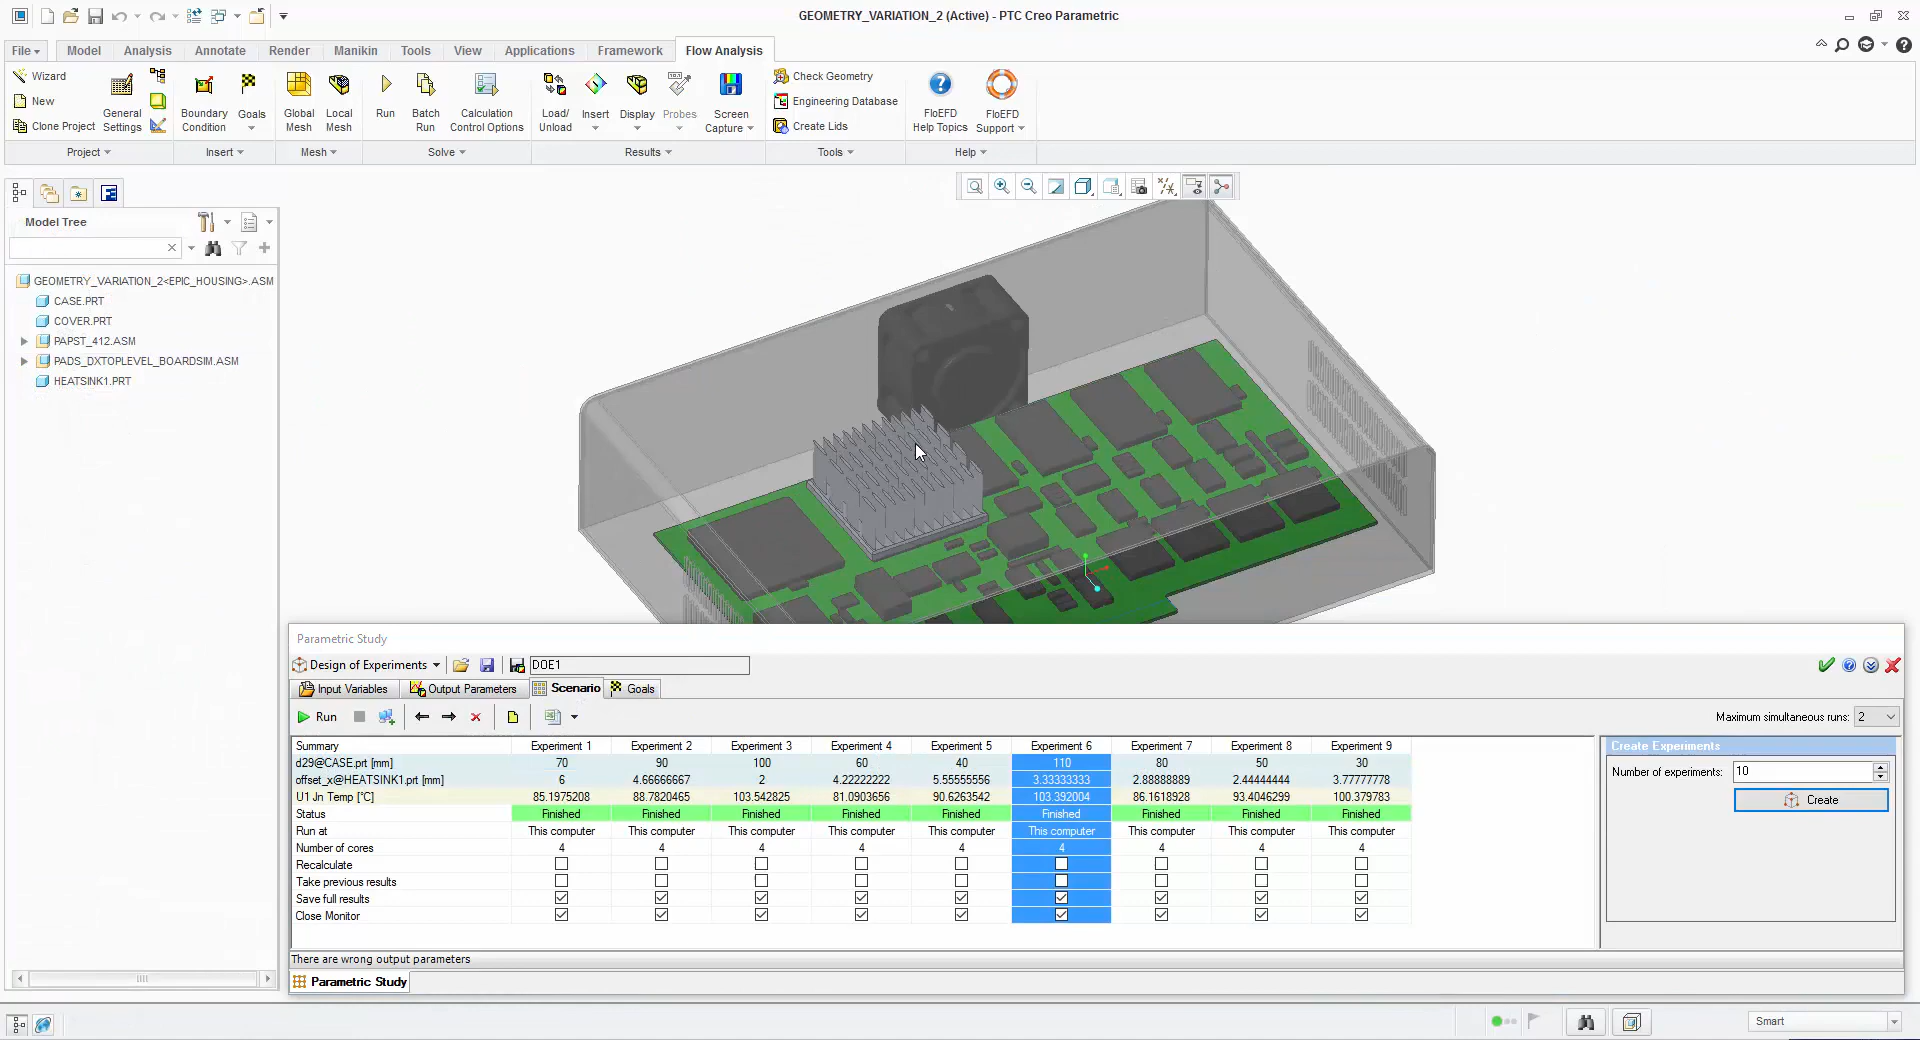 GEOMETRY_VARIATION_2 (Active) - PTC Creo Parametric
File Model Analysis Annotate Render Manikin Tools View Applications Framework Flow Analysis
Wizard
New
Clone Project
General Settings
Boundary Condition
Goals
Global Mesh
Local Mesh
Run
Batch Run
Calculation Control Options
Load/ Unload
Insert
Display
Probes
Screen Capture
Check Geometry
Engineering Database
Create Lids
FloEFD Help Topics
FloEFD Support
Project Insert Mesh Solve Results Tools Help
Model Tree
GEOMETRY_VARIATION_2<EPIC_HOUSING>.ASM
CASE.PRT
COVER.PRT
PAPST_412.ASM
PADS_DXTOPLEVEL_BOARDSIM.ASM
HEATSINK1.PRT
Parametric Study
Design of Experiments DOE1
Input Variables Output Parameters Scenario Goals
Run Maximum simultaneous runs: 2
Summary Experiment 1 Experiment 2 Experiment 3 Experiment 4 Experiment 5 Experiment 6 Experiment 7 Experiment 8 Experiment 9
d29@CASE.prt [mm] 70 90 100 60 40 110 80 50 30
offset_x@HEATSINK1.prt [mm] 6 4.66666667 2 4.22222222 5.55555556 3.33333333 2.88888889 2.44444444 3.77777778
U1 Jn Temp [°C] 85.1975208 88.7820465 103.542825 81.0903656 90.6263542 103.392004 86.1618928 93.4046299 100.379783
Status Finished Finished Finished Finished Finished Finished Finished Finished Finished
Run at This computer This computer This computer This computer This computer This computer This computer This computer This computer
Number of cores 4 4 4 4 4 4 4 4 4
Recalculate
Take previous results
Save full results
Close Monitor
Create Experiments
Number of experiments: 10
Create
There are wrong output parameters
Parametric Study
Smart